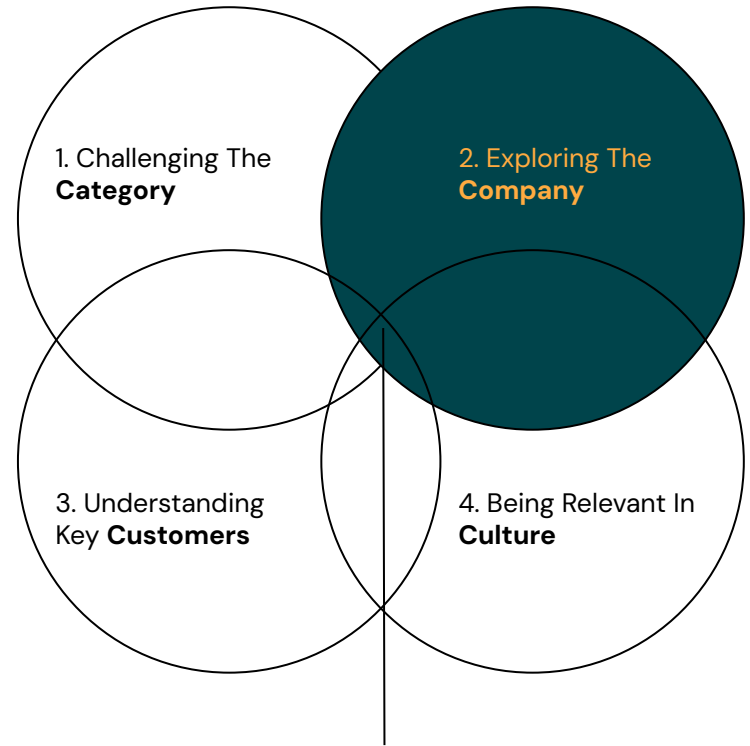 1. Challenging The
Category
2. Exploring The
Company
3. Understanding
Key Customers
4. Being Relevant In
Culture